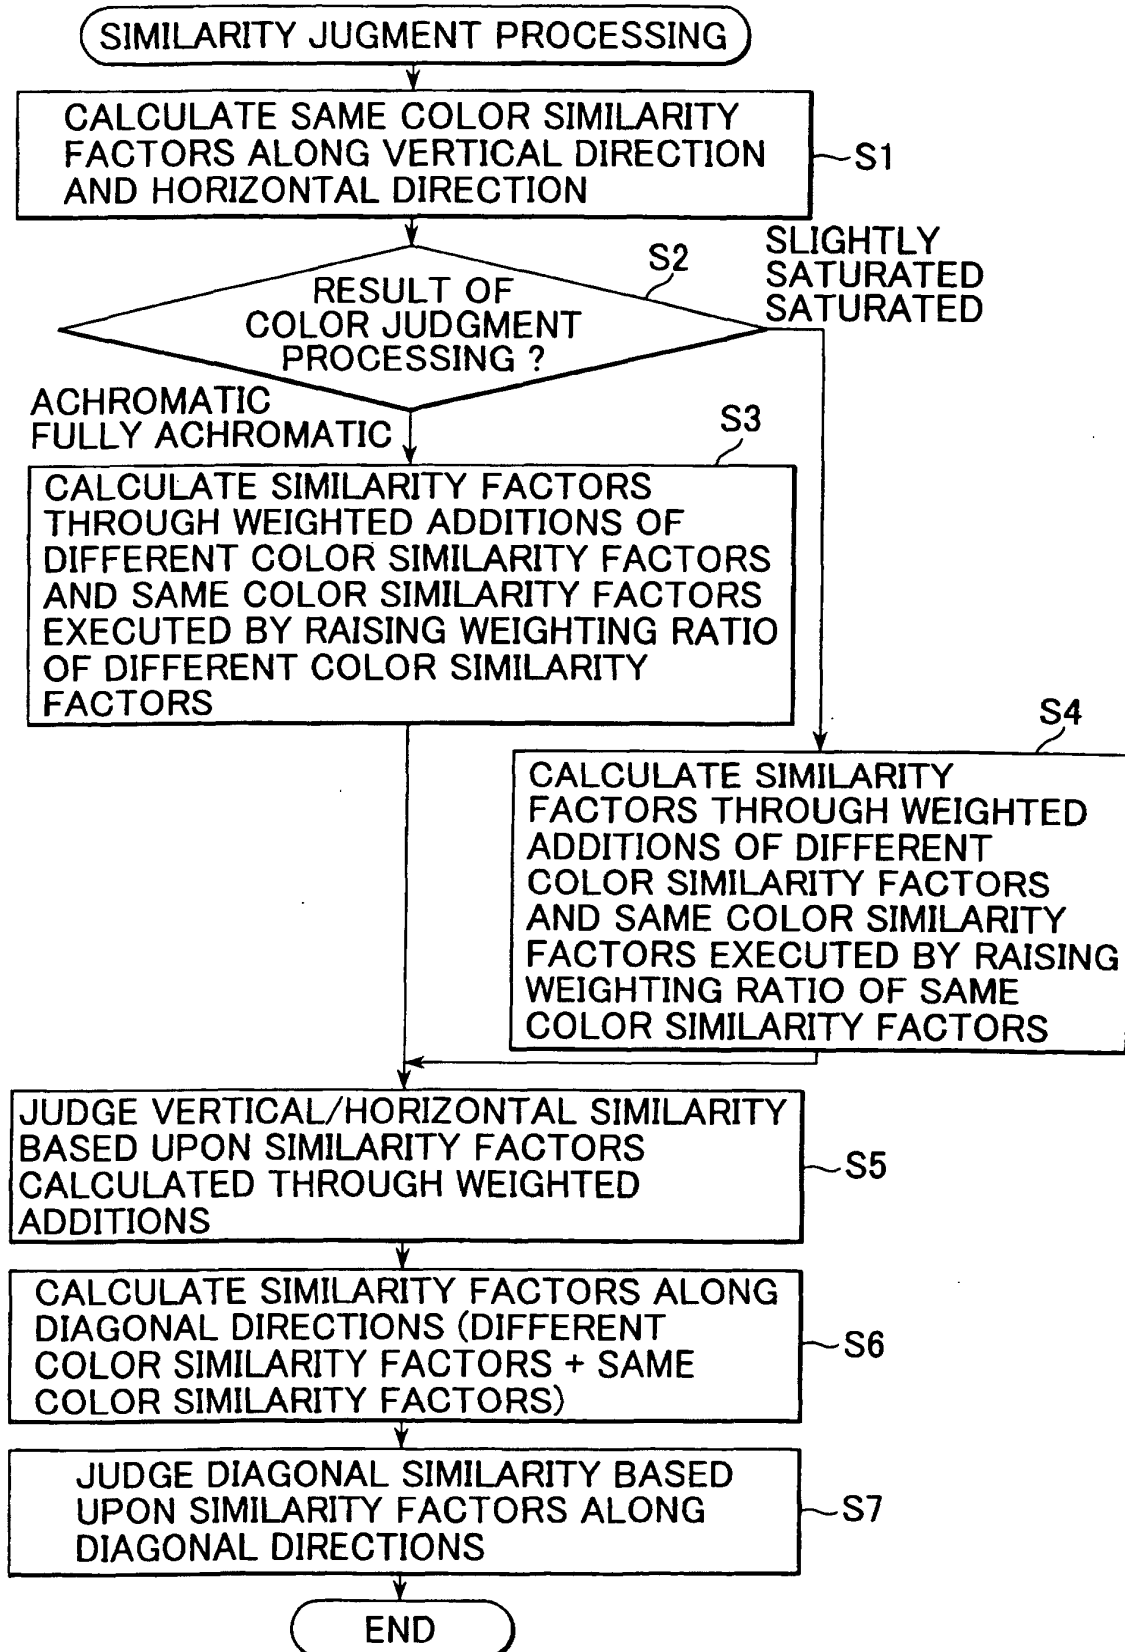 SIMILARITY JUGMENT PROCESSING
CALCULATE SAME COLOR SIMILARITY
FACTORS ALONG VERTICAL DIRECTION
AND HORIZONTAL DIRECTION
S1
S2
RESULT OF
COLOR JUDGMENT
PROCESSING ?
SLIGHTLY
SATURATED
SATURATED
ACHROMATIC
FULLY ACHROMATIC
S3
CALCULATE SIMILARITY FACTORS
THROUGH WEIGHTED ADDITIONS OF
DIFFERENT COLOR SIMILARITY FACTORS
AND SAME COLOR SIMILARITY FACTORS
EXECUTED BY RAISING WEIGHTING RATIO
OF DIFFERENT COLOR SIMILARITY
FACTORS
S4
CALCULATE SIMILARITY
FACTORS THROUGH WEIGHTED
ADDITIONS OF DIFFERENT
COLOR SIMILARITY FACTORS
AND SAME COLOR SIMILARITY
FACTORS EXECUTED BY RAISING
WEIGHTING RATIO OF SAME
COLOR SIMILARITY FACTORS
JUDGE VERTICAL/HORIZONTAL SIMILARITY
BASED UPON SIMILARITY FACTORS
CALCULATED THROUGH WEIGHTED
ADDITIONS
S5
CALCULATE SIMILARITY FACTORS ALONG
DIAGONAL DIRECTIONS (DIFFERENT
COLOR SIMILARITY FACTORS + SAME
COLOR SIMILARITY FACTORS)
S6
JUDGE DIAGONAL SIMILARITY BASED
UPON SIMILARITY FACTORS ALONG
DIAGONAL DIRECTIONS
S7
END